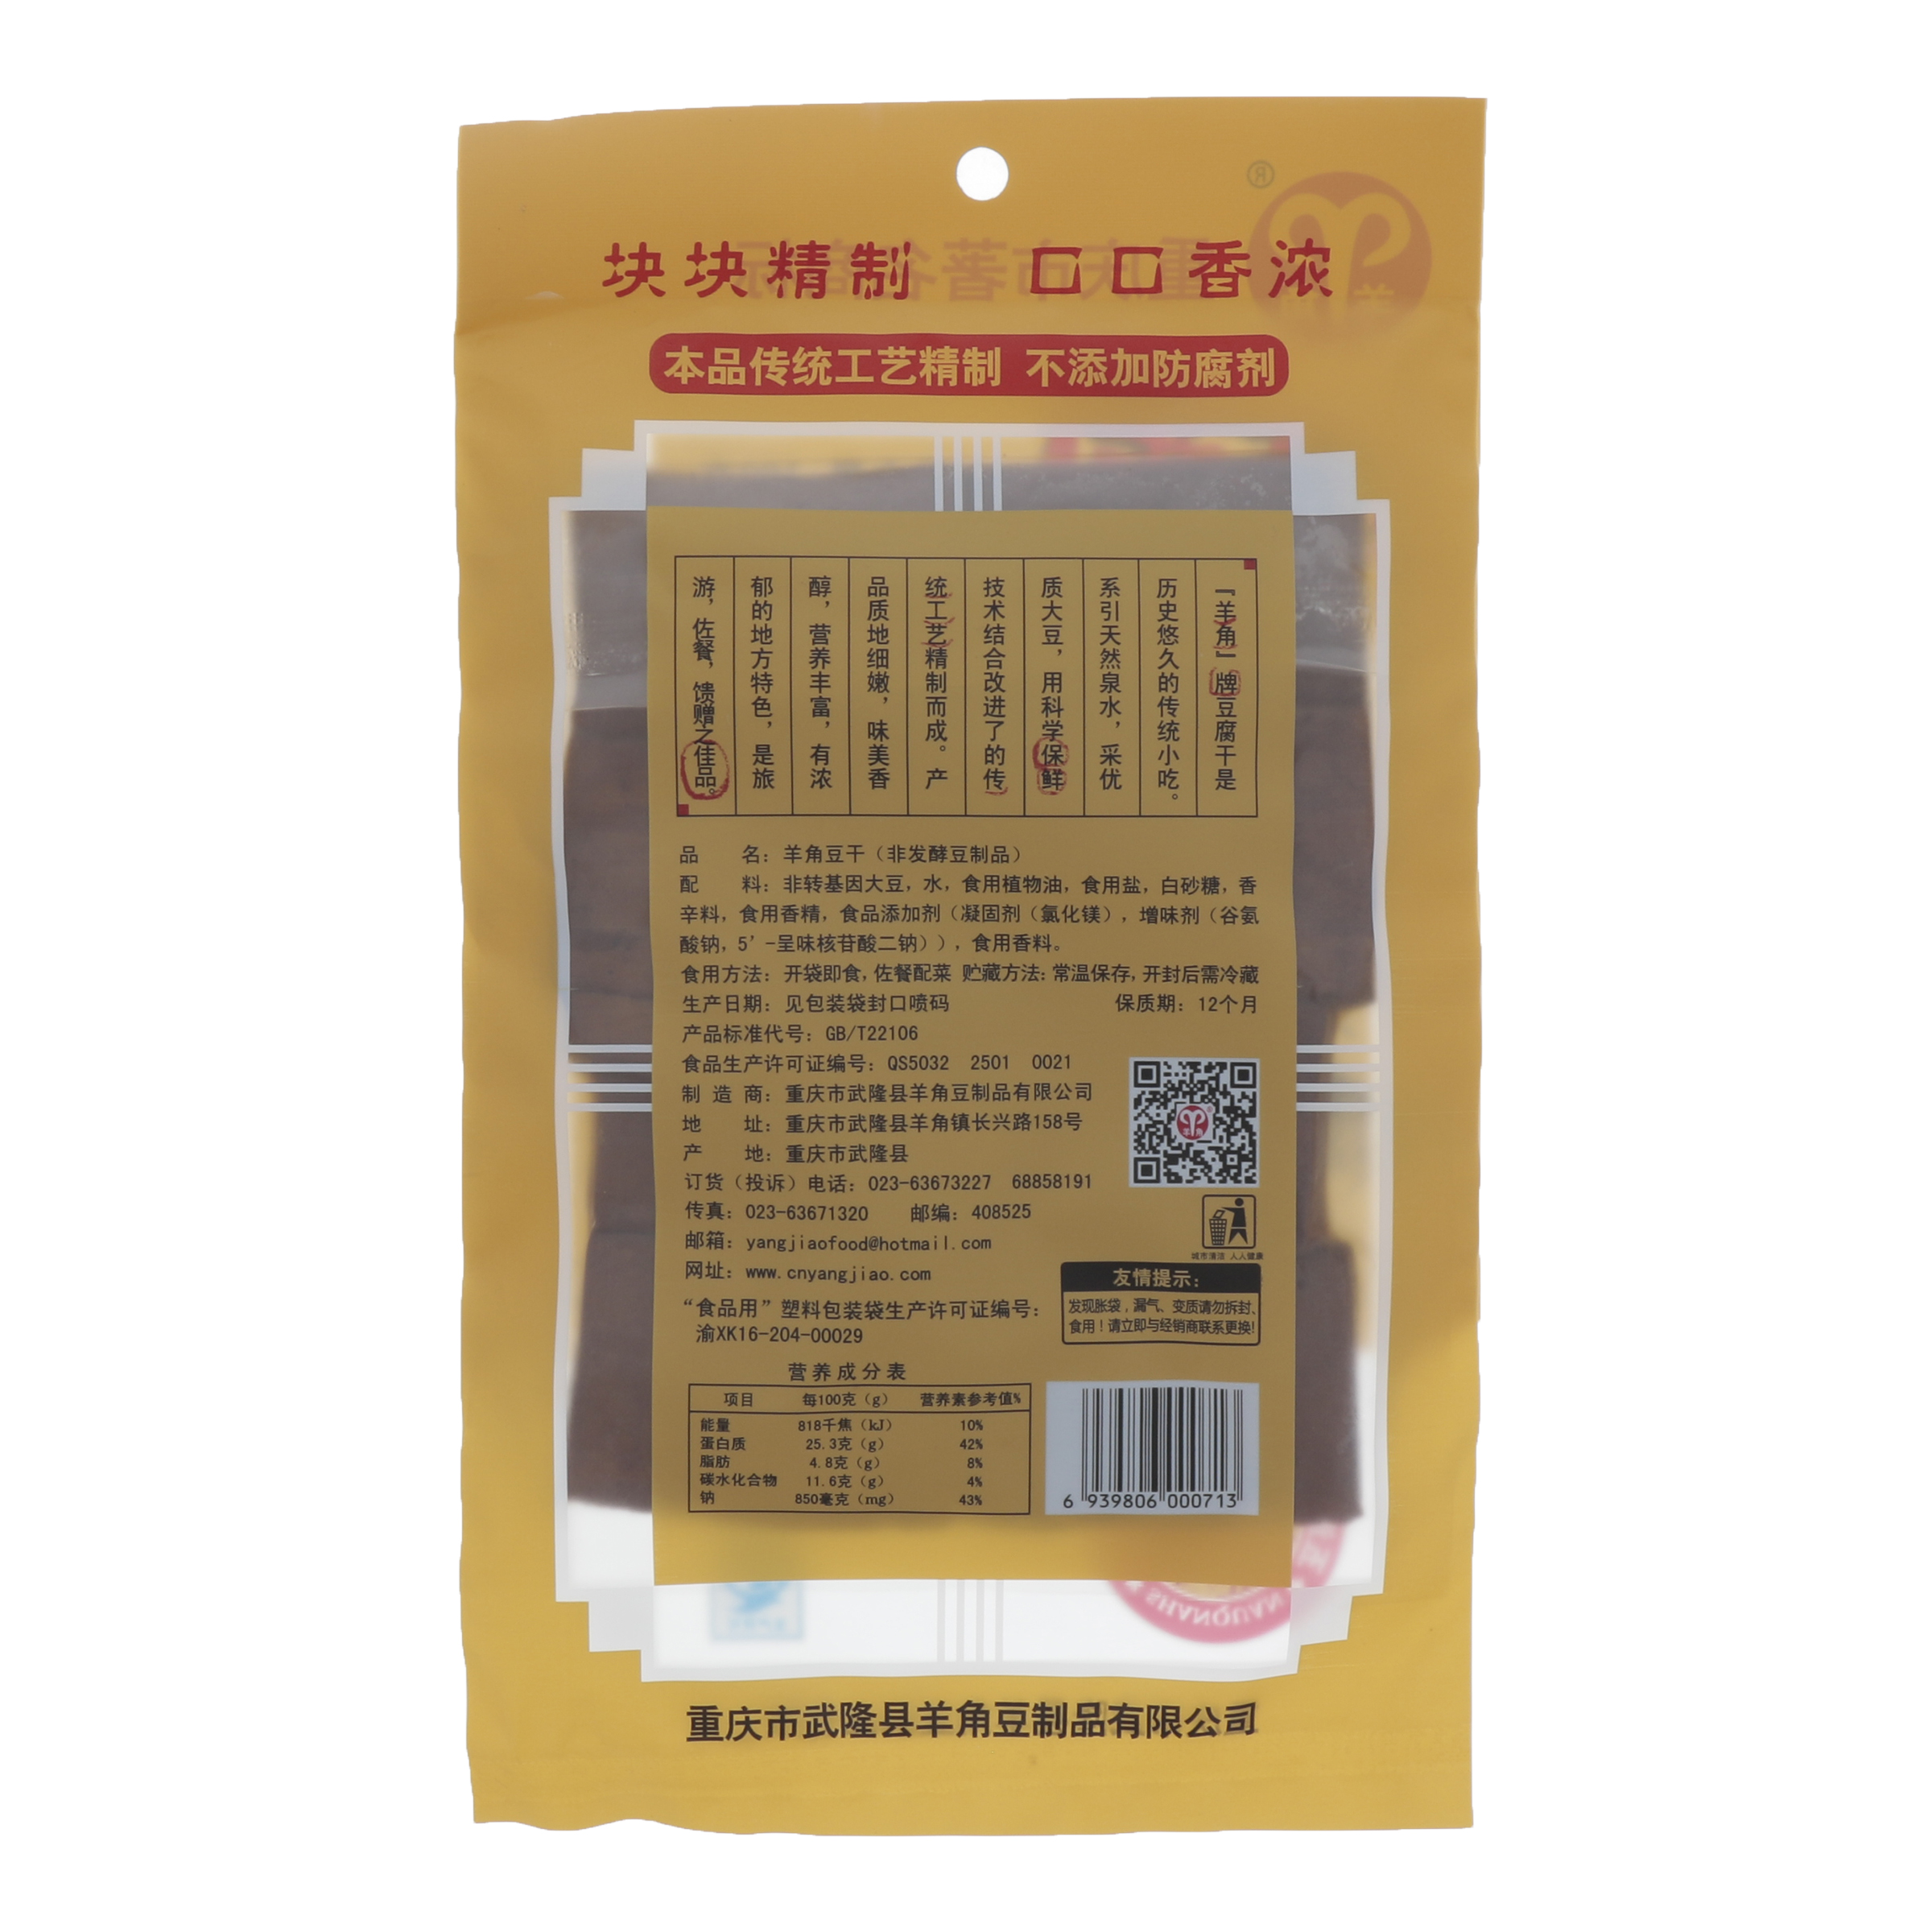 块块精制 口口香浓
本品传统工艺精制 不添加防腐剂
『羊角』牌豆腐干是
历史悠久的传统小吃。
系引天然泉水，采优
质大豆，用科学保鲜
技术结合改进了的传
统工艺精制而成。产
品质地细嫩，味美香
醇，营养丰富，有浓
郁的地方特色，是旅
游，佐餐，馈赠之佳品。
品 名：羊角豆干（非发酵豆制品）
配 料：非转基因大豆，水，食用植物油，食用盐，白砂糖，香
辛料，食用香精，食品添加剂（凝固剂（氯化镁），增味剂（谷氨
酸钠，5’-呈味核苷酸二钠）），食用香料。
食用方法：开袋即食，佐餐配菜 贮藏方法：常温保存，开封后需冷藏
生产日期：见包装袋封口喷码 保质期：12个月
产品标准代号：GB/T22106
食品生产许可证编号：QS5032 2501 0021
制 造 商：重庆市武隆县羊角豆制品有限公司
地 址：重庆市武隆县羊角镇长兴路158号
产 地：重庆市武隆县
订货（投诉）电话：023-63673227 68858191
传真：023-63671320 邮编：408525
邮箱：yangjiaofood@hotmail.com
网址：www.cnyangjiao.com
“食品用”塑料包装袋生产许可证编号：
渝XK16-204-00029
城市清洁 人人健康
友情提示：
发现胀袋，漏气、变质请勿拆封、
食用！请立即与经销商联系更换!
营养成分表
项目 每100克（g） 营养素参考值%
能量 818千焦（kJ） 10%
蛋白质 25.3克（g） 42%
脂肪 4.8克（g） 8%
碳水化合物 11.6克（g） 4%
钠 850毫克（mg） 43%
6 939806 000713
重庆市武隆县羊角豆制品有限公司